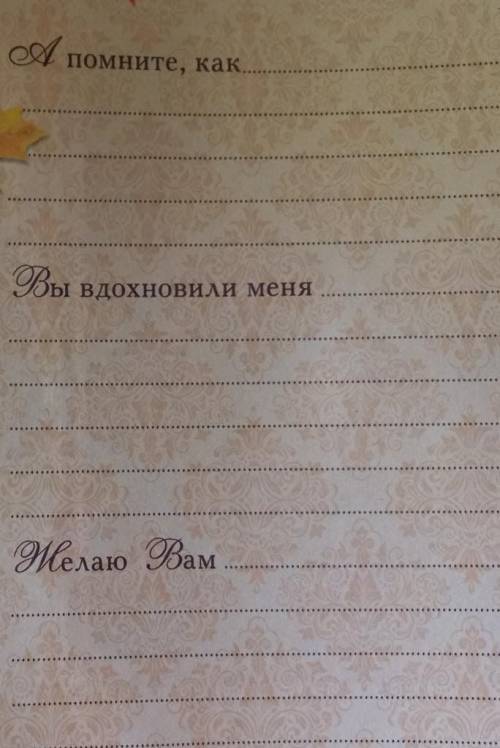 А помните, как
Вы вдохновили меня
Желаю Вам